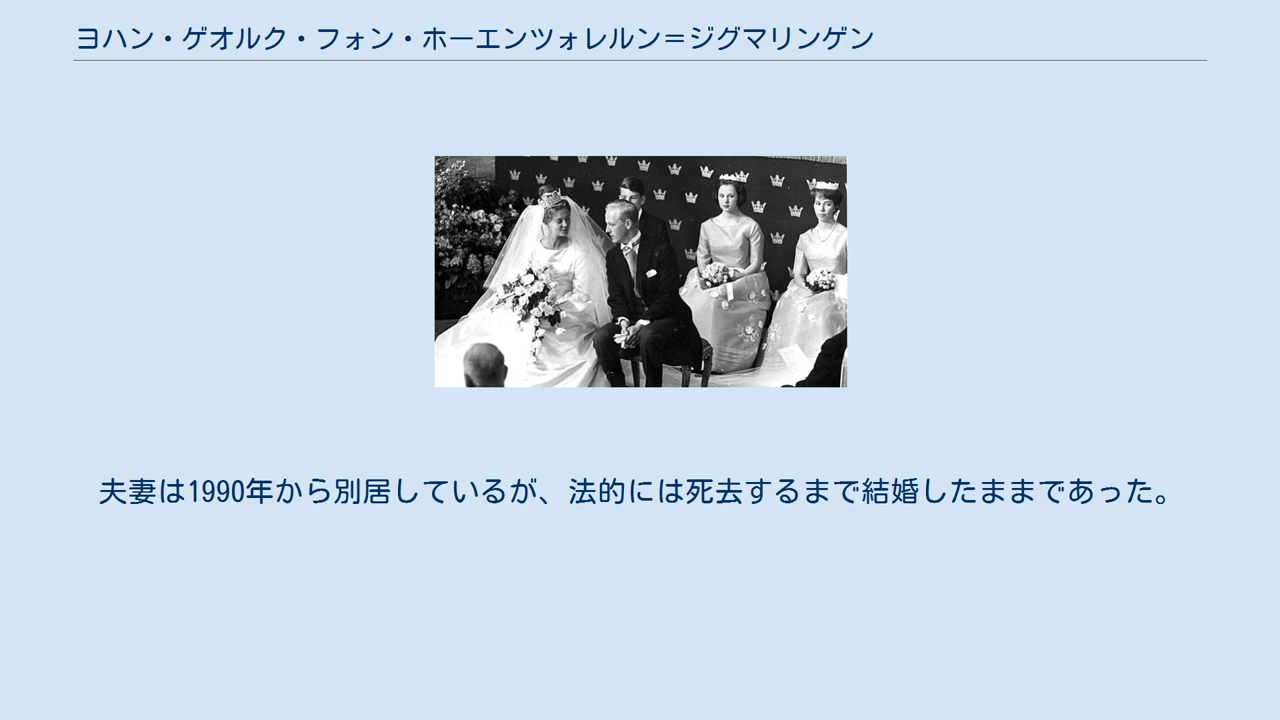 ヨハン・ゲオルク・フォン・ホーエンツォレルン＝ジグマリンゲン
夫妻は1990年から別居しているが、法的には死去するまで結婚したままであった。